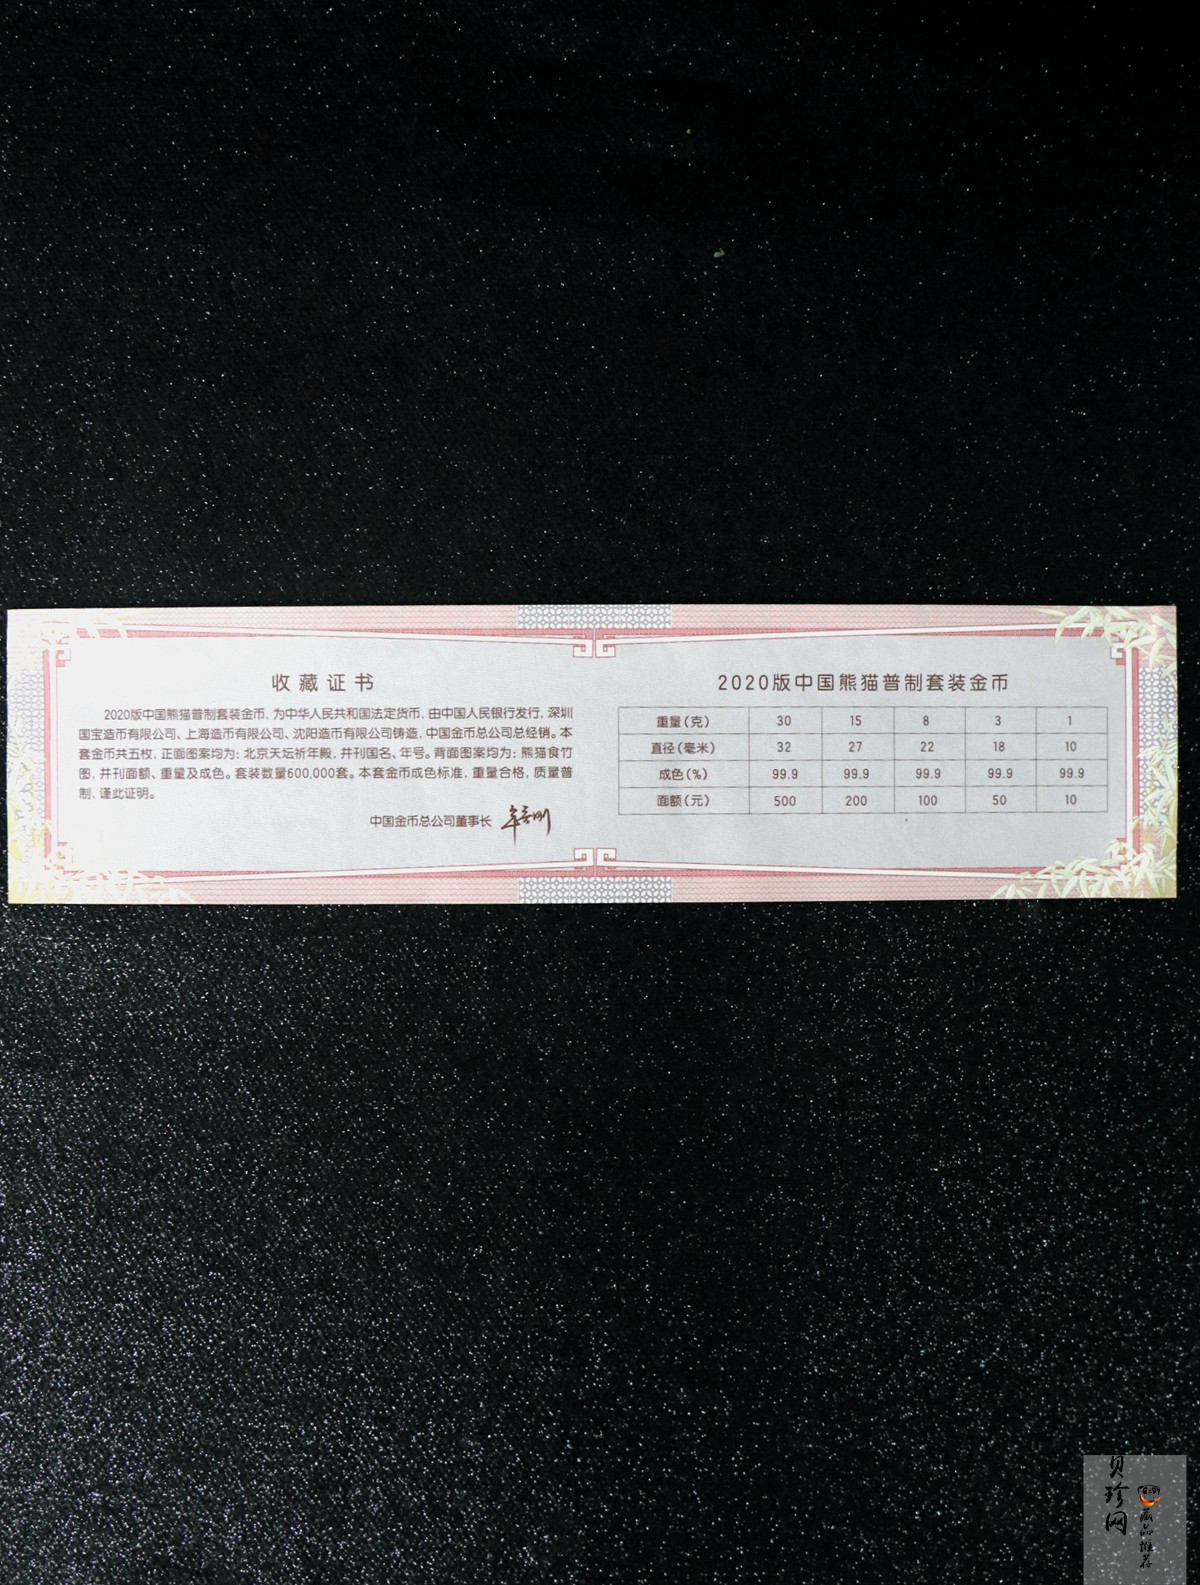 收藏证书
2020版中国熊猫普制套装金币，为中华人民共和国法定货币，由中国人民银行发行，深圳
国宝造币有限公司、上海造币有限公司、沈阳造币有限公司铸造，中国金币总公司总经销。本
套金币共五枚，正面图案均为：北京天坛祈年殿，并刊国名、年号。背面图案均为：熊猫食竹
图，并刊面额、重量及成色。套装数量600,000套。本套金币成色标准，重量合格，质量普
制，谨此证明。
中国金币总公司董事长
2020版中国熊猫普制套装金币
重量（克） 30 15 8 3 1
直径（毫米） 32 27 22 18 10
成色（%） 99.9 99.9 99.9 99.9 99.9
面额（元） 500 200 100 50 10
贝珍网
藏品推荐